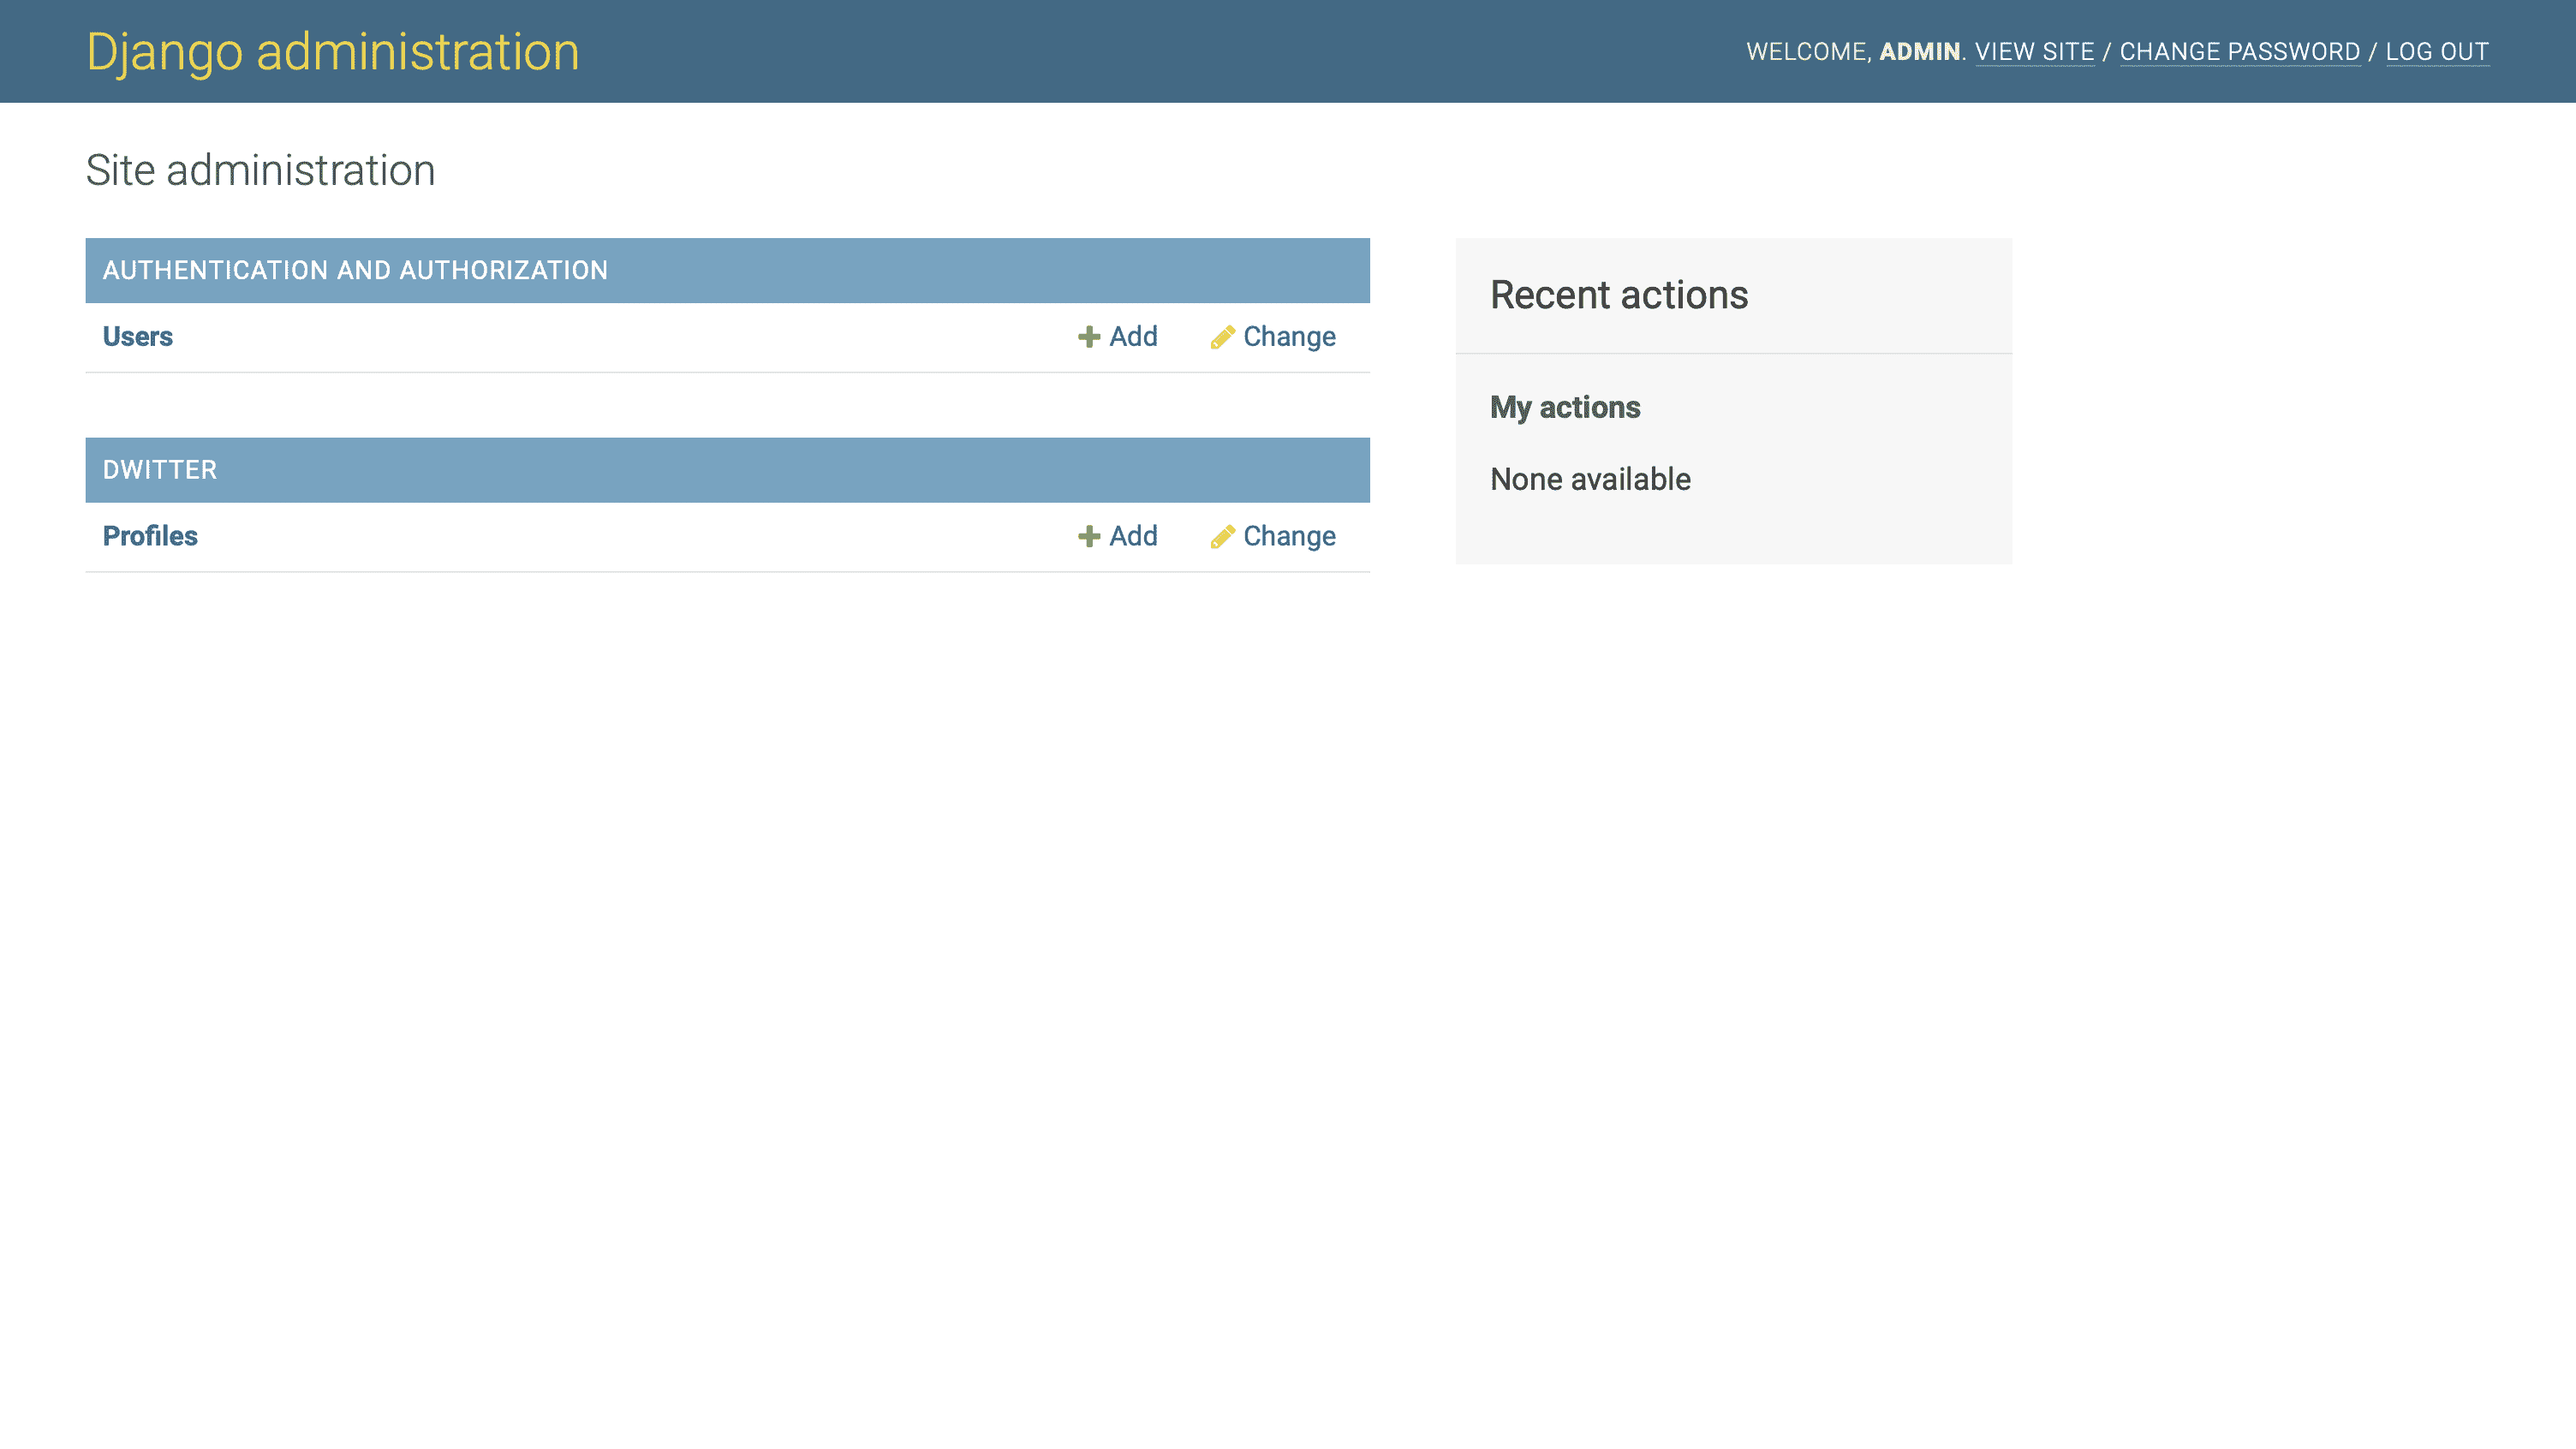 Django administration
WELCOME, ADMIN. VIEW SITE / CHANGE PASSWORD / LOG OUT
Site administration
AUTHENTICATION AND AUTHORIZATION
Users Add Change
DWITTER
Profiles Add Change
Recent actions
My actions
None available